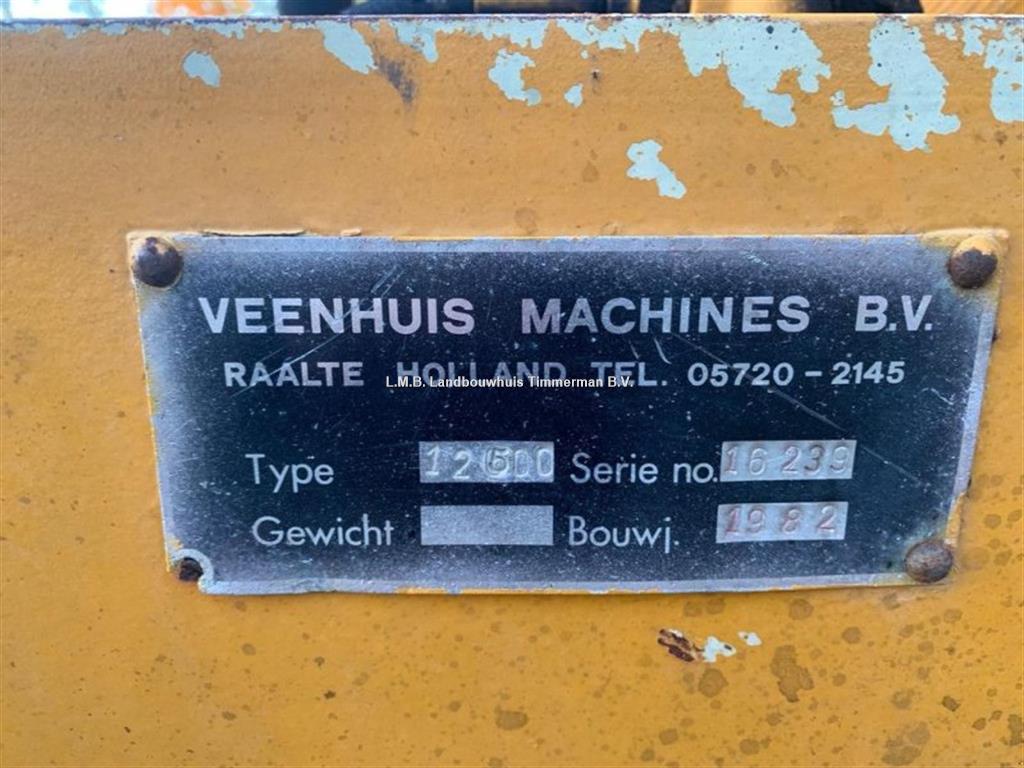 VEENHUIS MACHINES B.V.
RAALTE HOLLAND TEL. 05720-2145
L.M.B. Landbouwhuis Timmerman B.V.
Type 12500 Serie no. 16239
Gewicht Bouwj. 1982